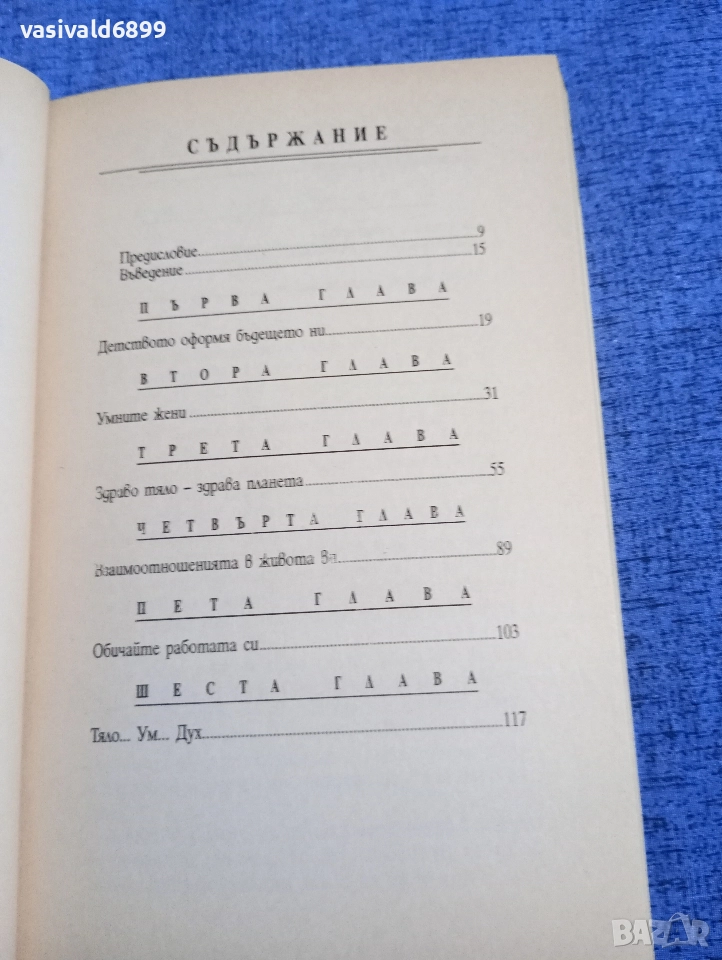 vasivald6899
СЪДЪРЖАНИЕ
Предисловие 9
Въведение 15
ПЪРВА ГЛАВА
Детството оформя бъдещето ни 19
ВТОРА ГЛАВА
Умните жени 31
ТРЕТА ГЛАВА
Здраво тяло – здрава планета 55
ЧЕТВЪРТА ГЛАВА
Взаимоотношенията в живота ви 89
ПЕТА ГЛАВА
Обичайте работата си 103
ШЕСТА ГЛАВА
Тяло... Ум... Дух 117
BAZAR